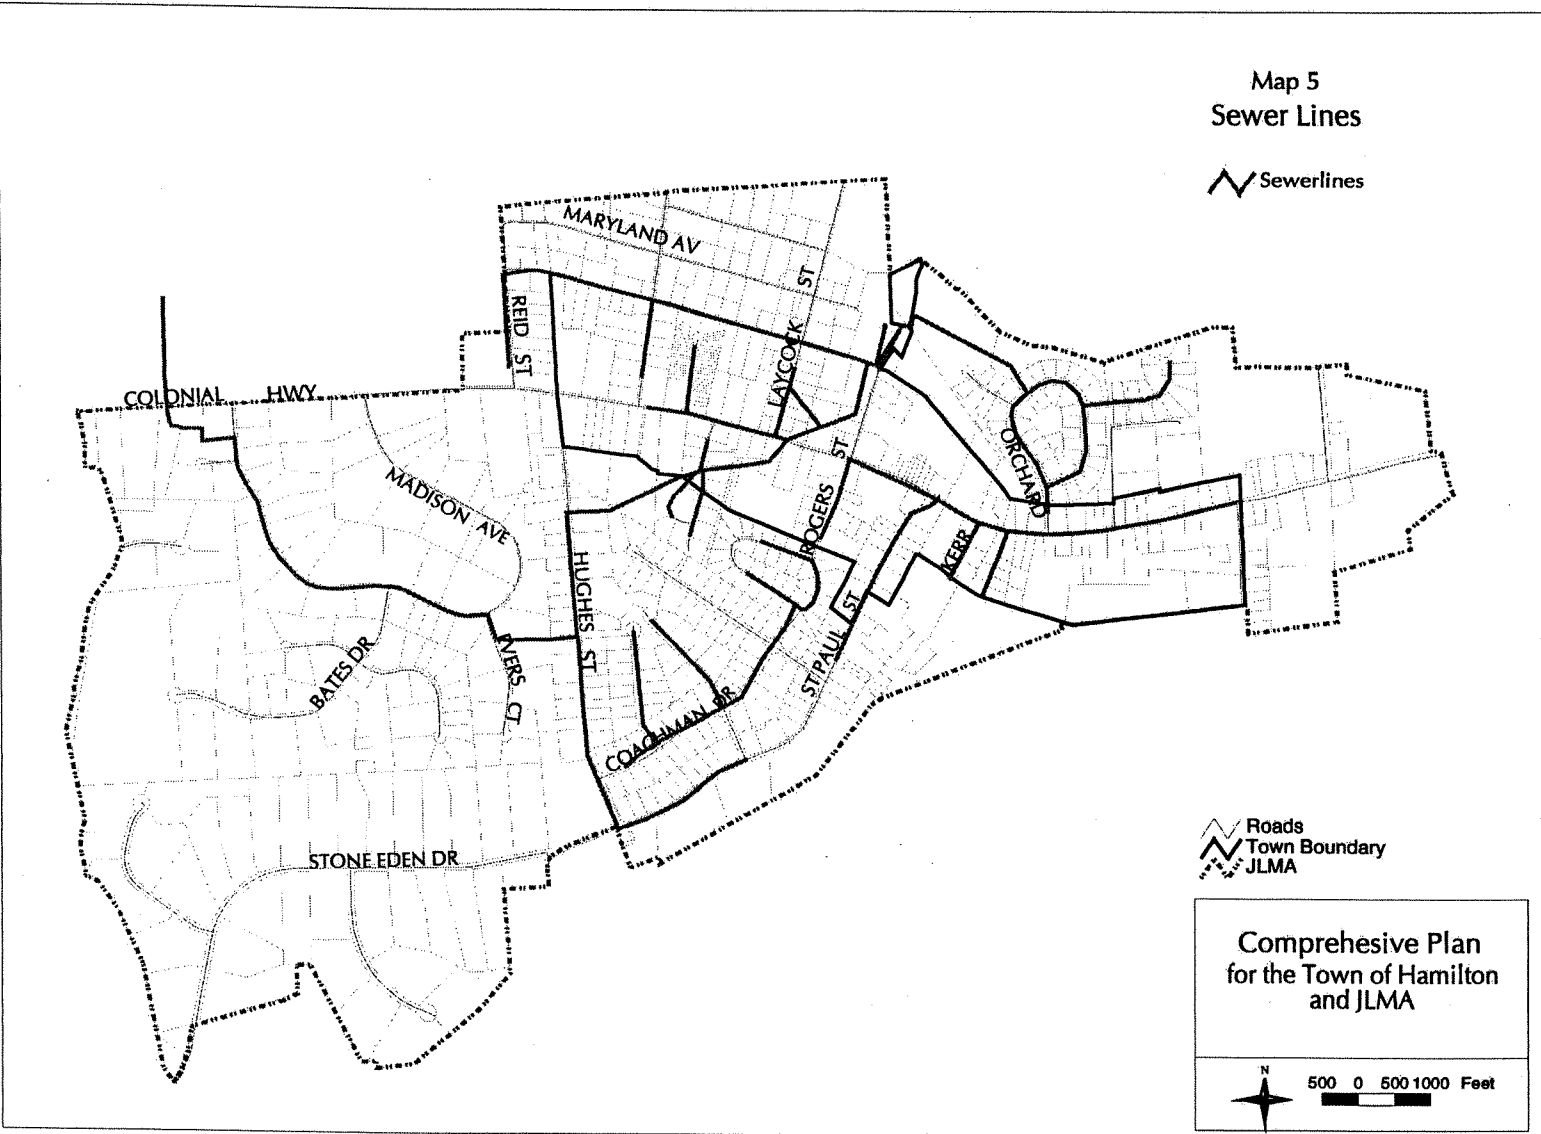 Map 5
Sewer Lines
Sewerlines
MARYLAND AV
REID ST
LAYCOCK ST
COLONIAL HWY
MADISON AVE
ORCHARD
ROGERS ST
KERR
HUGHES ST
ST PAUL ST
BATES DR
IVERS CT
COACHMAN DR
STONE EDEN DR
Roads
Town Boundary
JLMA
Comprehesive Plan
for the Town of Hamilton
and JLMA
N
500 0 500 1000 Feet